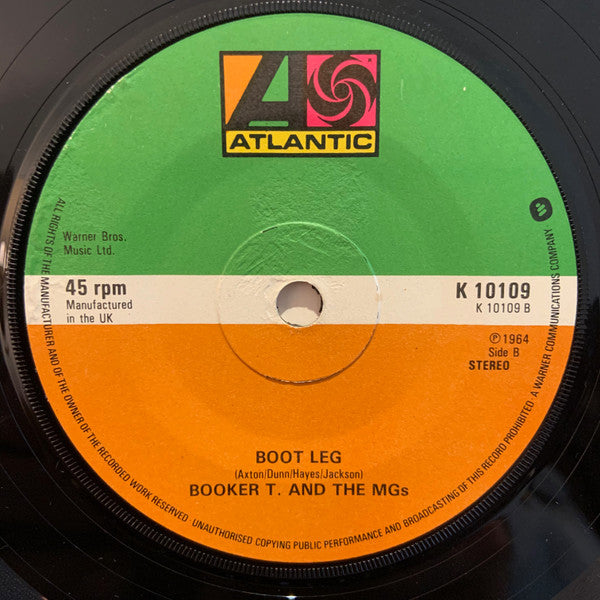 ATLANTIC
Warner Bros.
Music Ltd.
45 rpm
Manufactured
in the UK
K 10109
K 10109 B
℗ 1964
Side B
STEREO
BOOT LEG
(Axton/Dunn/Hayes/Jackson)
BOOKER T. AND THE MGs
ALL RIGHTS OF THE MANUFACTURER AND OF THE OWNER OF THE RECORDED WORK RESERVED · UNAUTHORISED COPYING PUBLIC PERFORMANCE AND BROADCASTING OF THIS RECORD PROHIBITED · A WARNER COMMUNICATIONS COMPANY